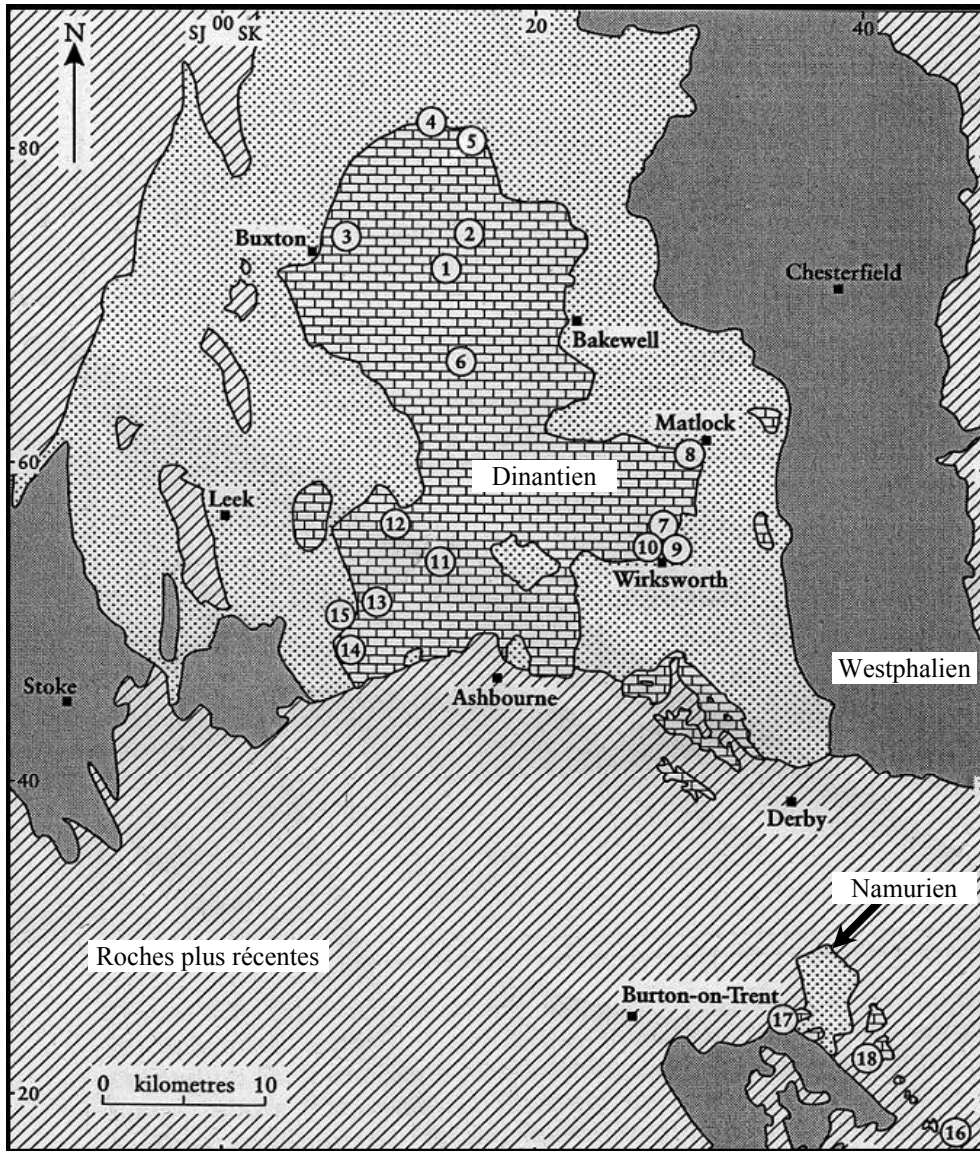 00
SJ SK
20
40
N
4
5
80
Buxton
3
2
1
Chesterfield
Bakewell
6
Matlock
8
60
Dinantien
Leek
12
7
10 9
11
Wirksworth
13
15
14
Westphalien
Stoke
Ashbourne
40
Derby
Namurien
Roches plus récentes
Burton-on-Trent
17
18
0 kilometres 10
20
16